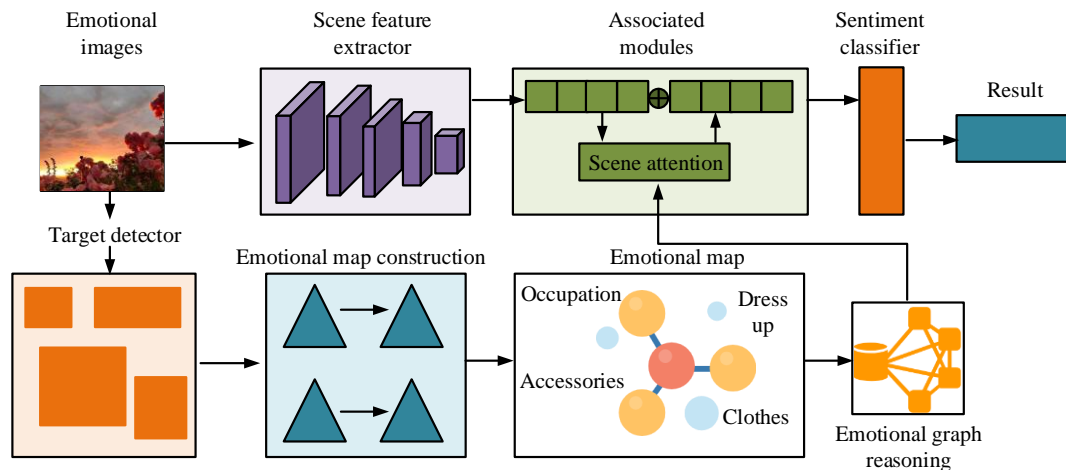 Emotional
images
Scene feature
extractor
Associated
modules
Sentiment
classifier
Result
Scene attention
Target detector
Emotional map construction
Emotional map
Occupation
Dress
up
Accessories
Clothes
Emotional graph
reasoning